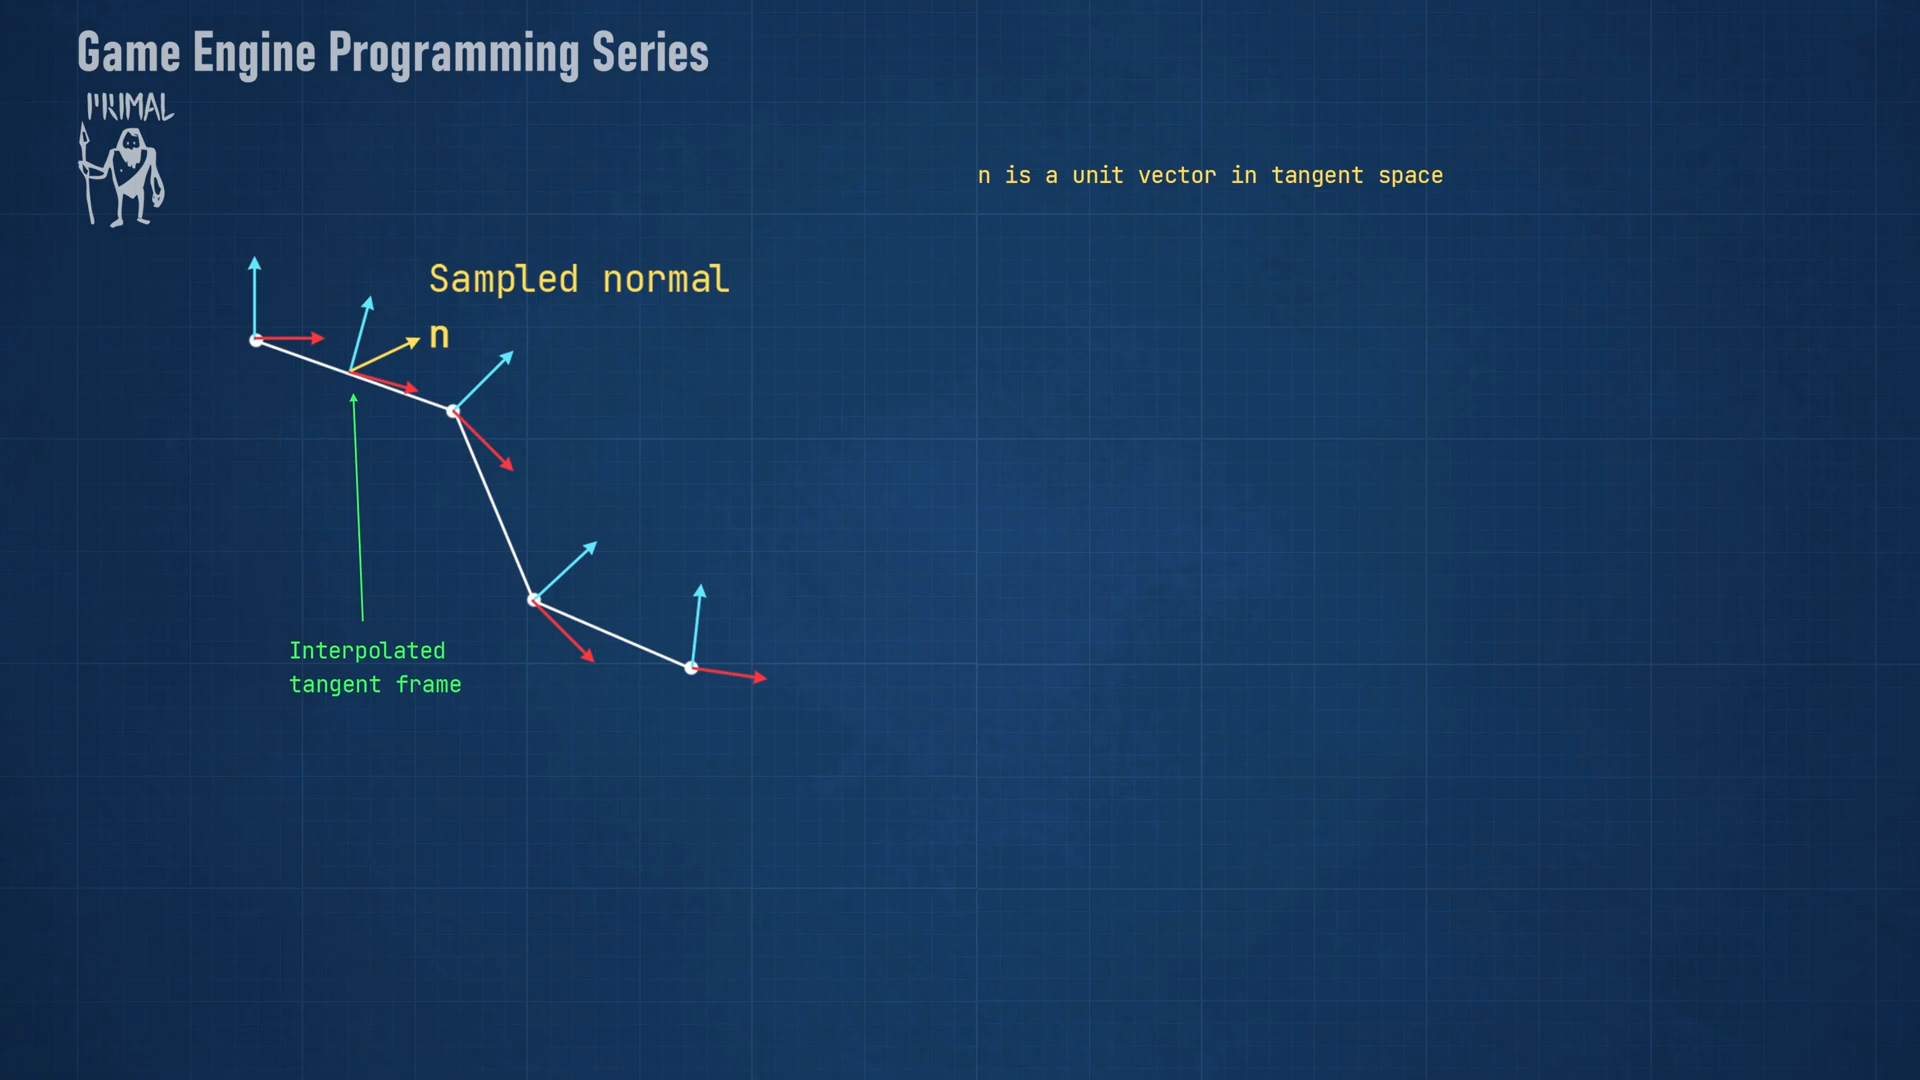 Game Engine Programming Series
PRIMAL
n is a unit vector in tangent space
Sampled normal
n
Interpolated
tangent frame